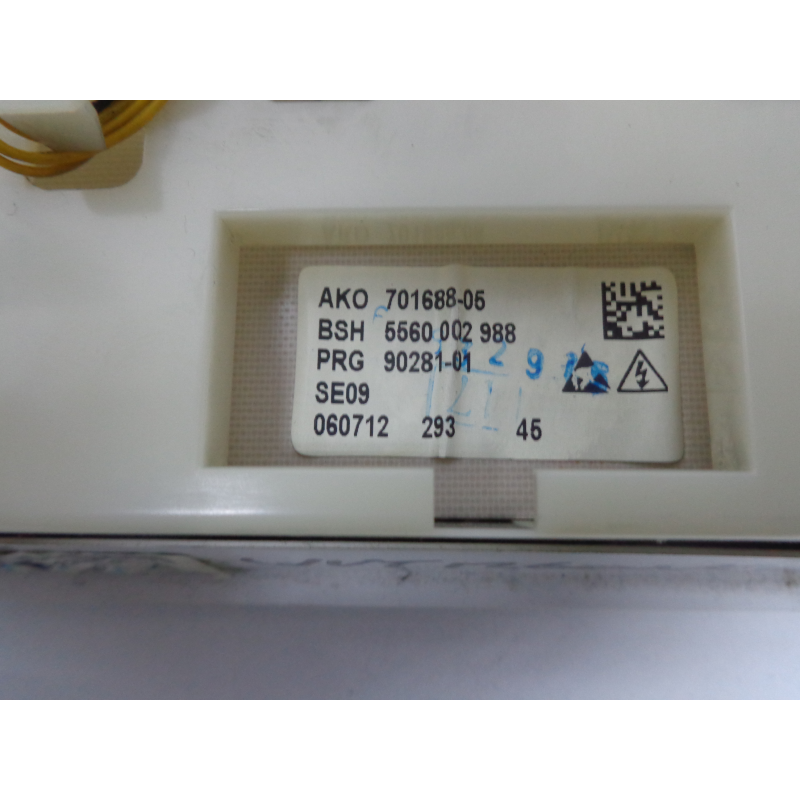 AKO 701688-05
BSH 5560 002 988
PRG 90281-01
SE09
060712 293 45